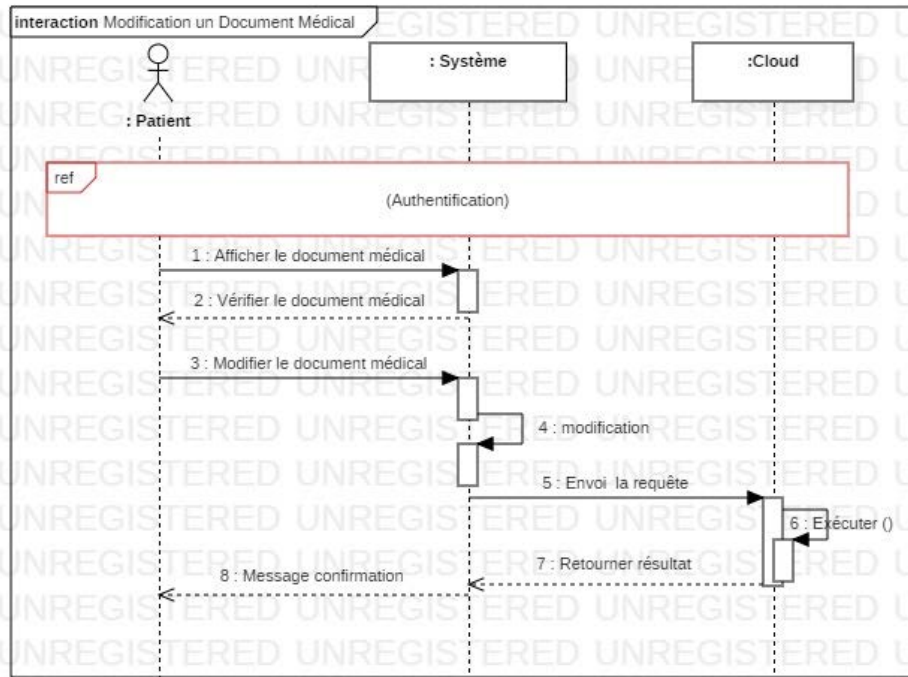 interaction Modification un Document Médical
: Système
:Cloud
: Patient
ref
(Authentification)
1 : Afficher le document médical
2 : Vérifier le document médical
3 : Modifier le document médical
4 : modification
5 : Envoi la requête
6 : Exécuter ()
7 : Retourner résultat
8 : Message confirmation
UNREGISTERED UNREGISTERED UNREGISTERED